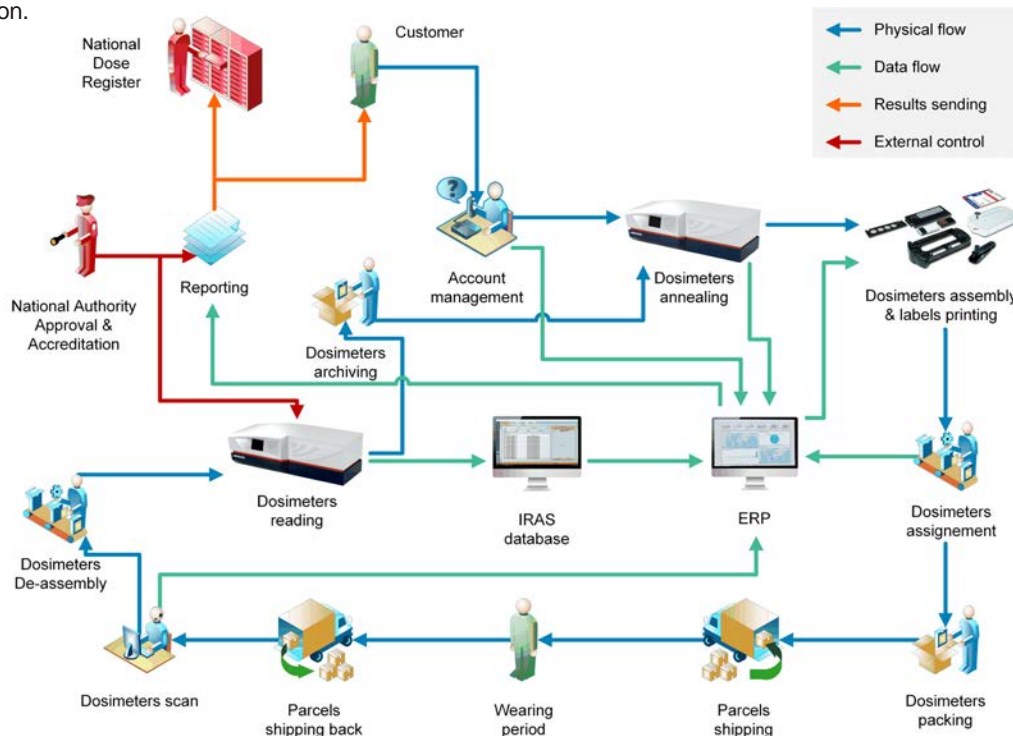 on.
National
Dose
Register
Customer
Physical flow
Data flow
Results sending
External control
National Authority
Approval &
Accreditation
Reporting
Account
management
Dosimeters
annealing
Dosimeters assembly
& labels printing
Dosimeters
archiving
Dosimeters
reading
IRAS
database
ERP
Dosimeters
assignement
Dosimeters
De-assembly
Dosimeters scan
Parcels
shipping back
Wearing
period
Parcels
shipping
Dosimeters
packing